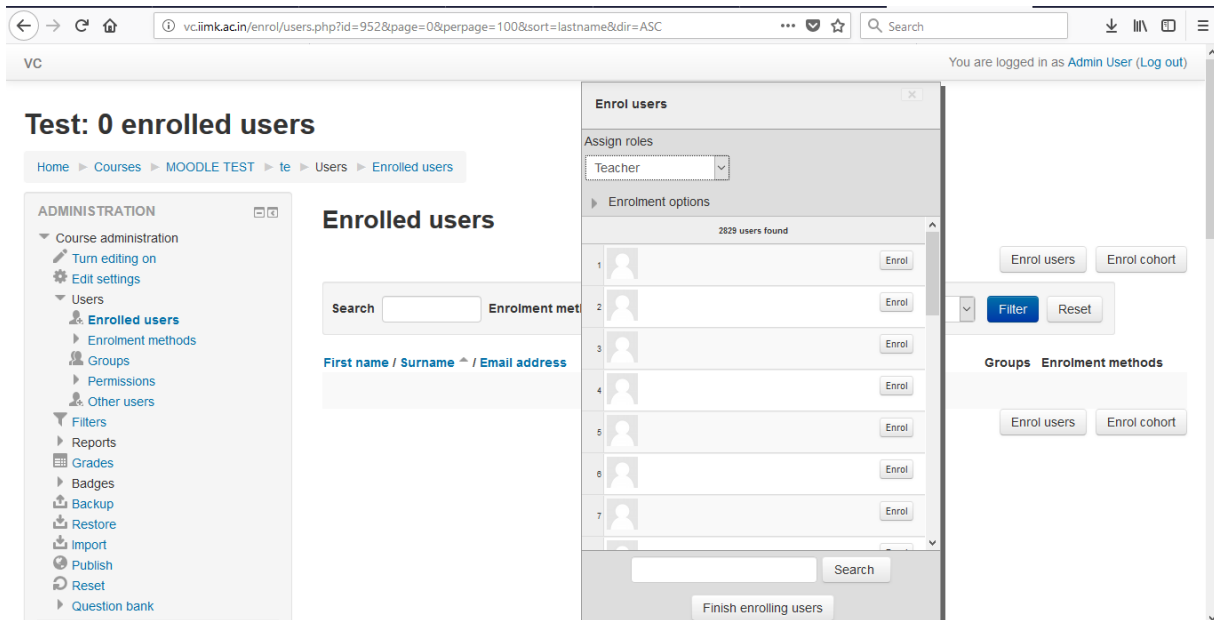 vc.iimk.ac.in/enrol/users.php?id=952&page=0&perpage=100&sort=lastname&dir=ASC
Search
VC
You are logged in as Admin User (Log out)
Test: 0 enrolled users
Home Courses MOODLE TEST te Users Enrolled users
ADMINISTRATION
Course administration
Turn editing on
Edit settings
Users
Enrolled users
Enrolment methods
Groups
Permissions
Other users
Filters
Reports
Grades
Badges
Backup
Restore
Import
Publish
Reset
Question bank
Enrolled users
Enrol users Enrol cohort
Search Enrolment met
Filter Reset
First name / Surname / Email address
Groups Enrolment methods
Enrol users Enrol cohort
Enrol users
Assign roles
Teacher
Enrolment options
2829 users found
1 Enrol
2 Enrol
3 Enrol
4 Enrol
5 Enrol
6 Enrol
7 Enrol
Search
Finish enrolling users